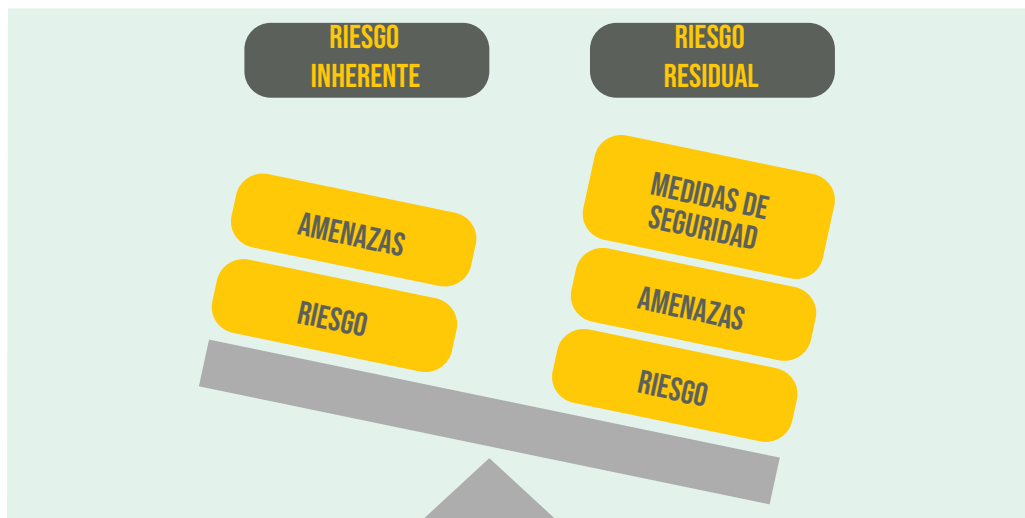 RIESGO
INHERENTE
RIESGO
RESIDUAL
AMENAZAS
RIESGO
MEDIDAS DE
SEGURIDAD
AMENAZAS
RIESGO